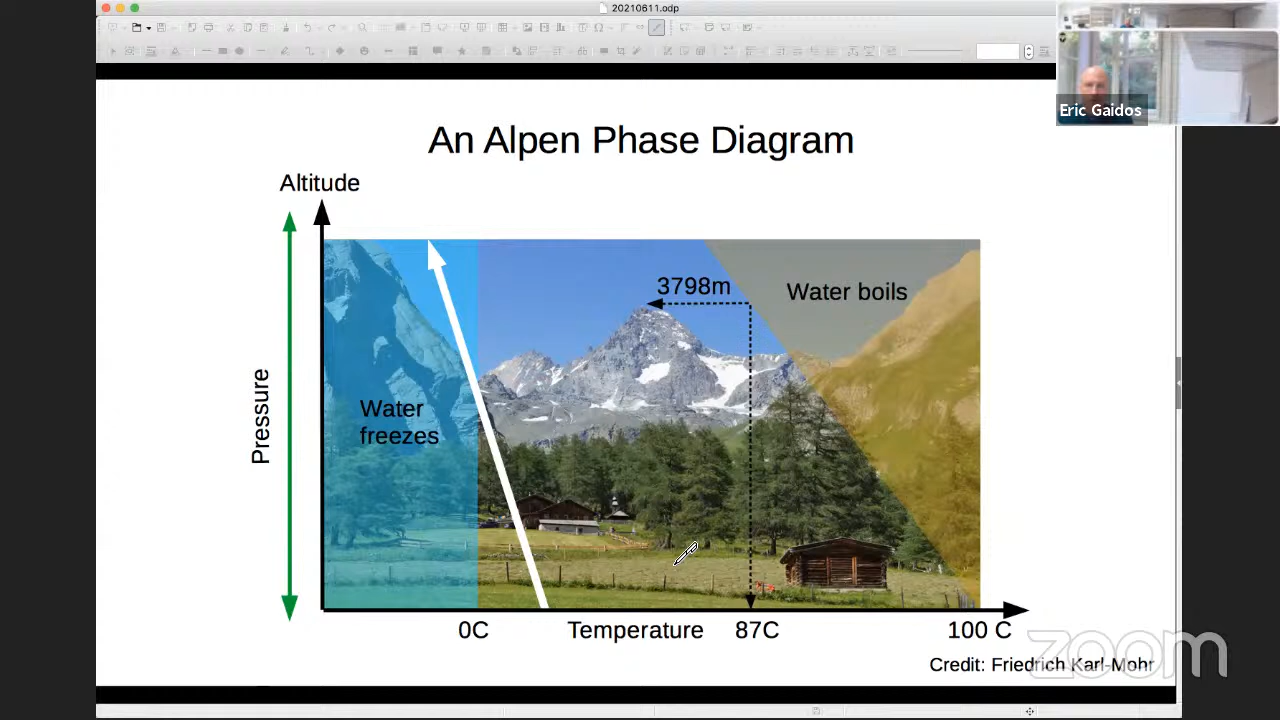 20210611.odp
Eric Gaidos
An Alpen Phase Diagram
Altitude
3798m
Water boils
Pressure
Water
freezes
0C
Temperature
87C
100 C
Credit: Friedrich Karl-Mohr
zoom